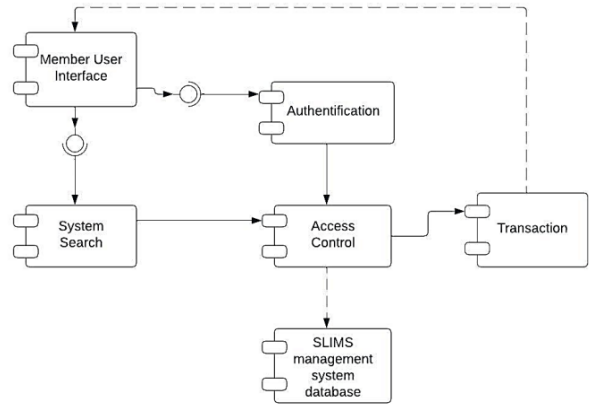 Member User
Interface
Authentification
System
Search
Access
Control
Transaction
SLIMS
management
system
database